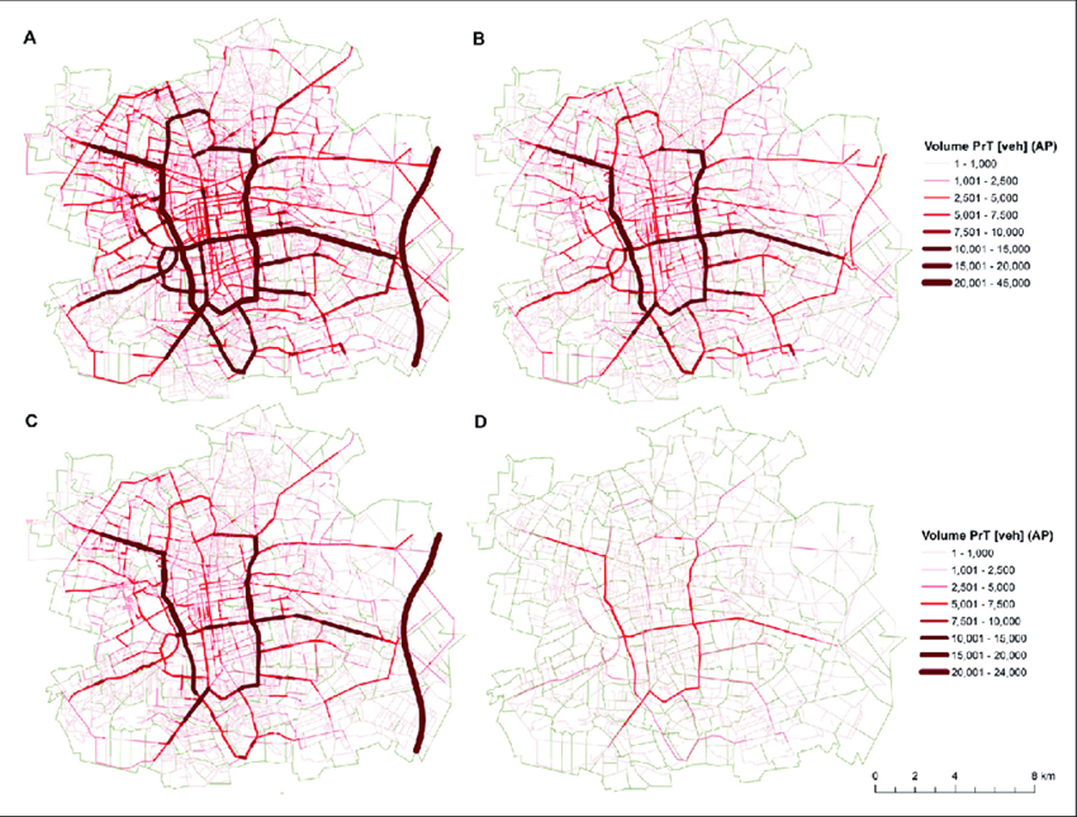 A
B
Volume PrT [veh] (AP)
1 - 1,000
1,001 - 2,500
2,501 - 5,000
5,001 - 7,500
7,501 - 10,000
10,001 - 15,000
15,001 - 20,000
20,001 - 45,000
C
D
Volume PrT [veh] (AP)
1 - 1,000
1,001 - 2,500
2,501 - 5,000
5,001 - 7,500
7,501 - 10,000
10,001 - 15,000
15,001 - 20,000
20,001 - 24,000
0 2 4 8 km